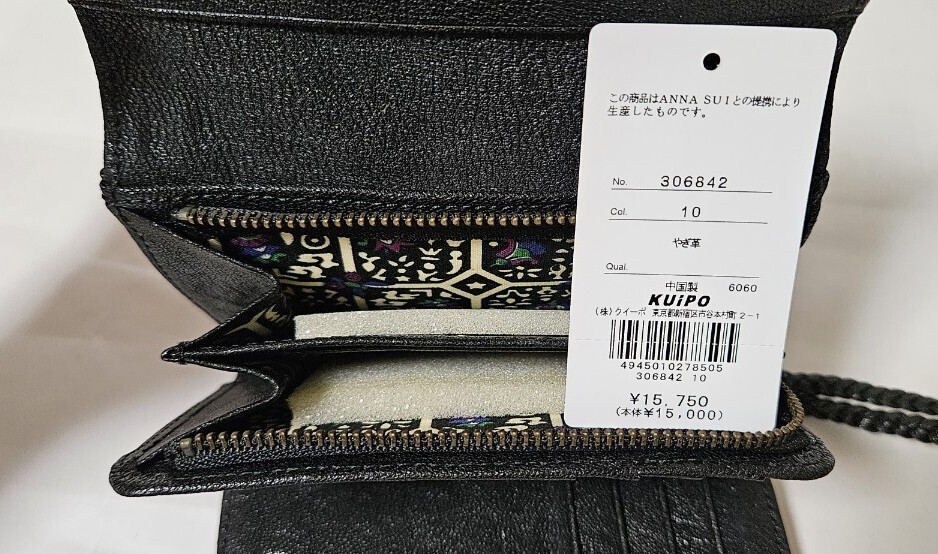 この商品はANNA SUIとの提携により
生産したものです。
No. 306842
Col. 10
やぎ革
Qual.
中国製 6060
KUiPO
(株)クイーポ 東京都新宿区市谷本村町2-1
4945010278505
306842 10
¥15,750
(本体¥15,000)